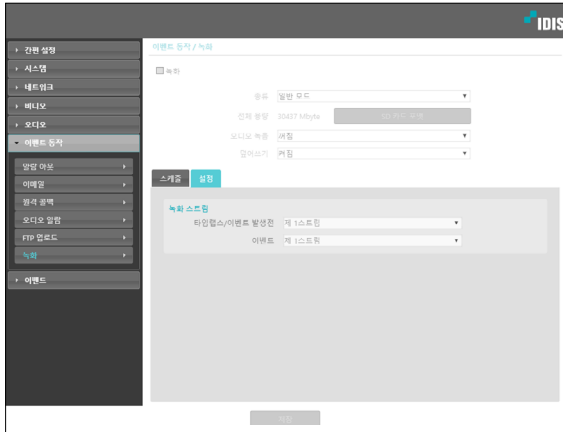 IDIS
간편 설정
시스템
네트워크
비디오
오디오
이벤트 동작
알람 아웃
이메일
원격 콜백
오디오 알람
FTP 업로드
녹화
이벤트
이벤트 동작 / 녹화
녹화
종류 일반 모드
전체 용량 30437 Mbyte SD 카드 포맷
오디오 녹음 꺼짐
덮어쓰기 켜짐
스케줄 설정
녹화 스트림
타임랩스/이벤트 발생전 제 1스트림
이벤트 제 1스트림
저장